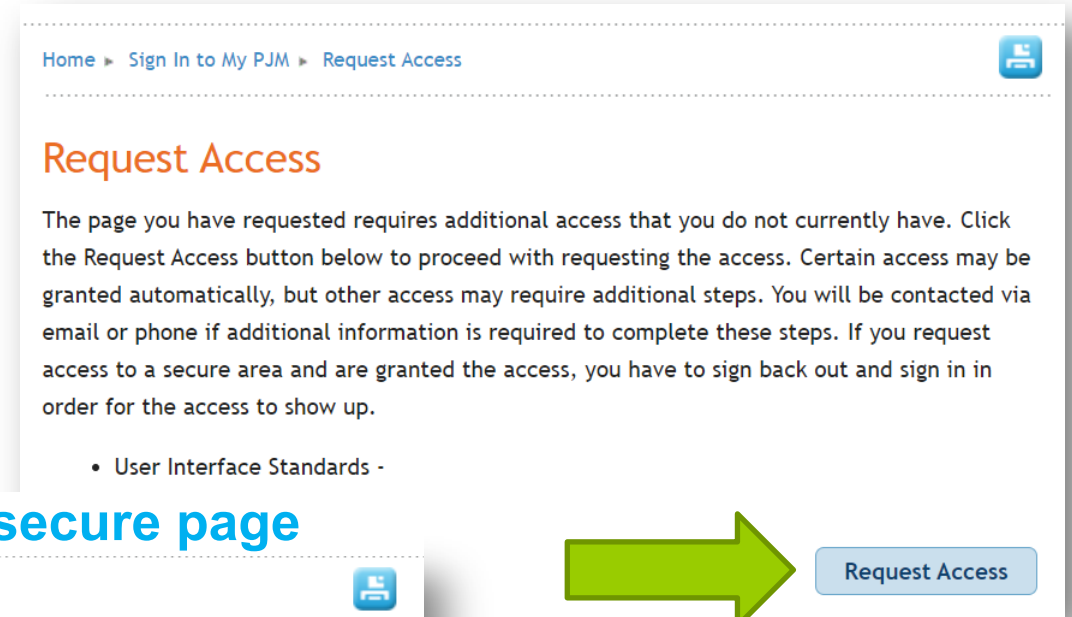 Home ▸ Sign In to My PJM ▸ Request Access
Request Access
The page you have requested requires additional access that you do not currently have. Click
the Request Access button below to proceed with requesting the access. Certain access may be
granted automatically, but other access may require additional steps. You will be contacted via
email or phone if additional information is required to complete these steps. If you request
access to a secure area and are granted the access, you have to sign back out and sign in in
order for the access to show up.
• User Interface Standards -
secure page
Request Access